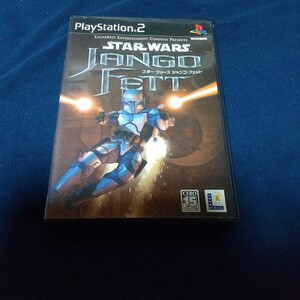 PlayStation 2
LucasArts Entertainment Company Presents
STAR WARS
JANGO
スター・ウォーズ ジャンゴ・フェット
FETT
CERO
15